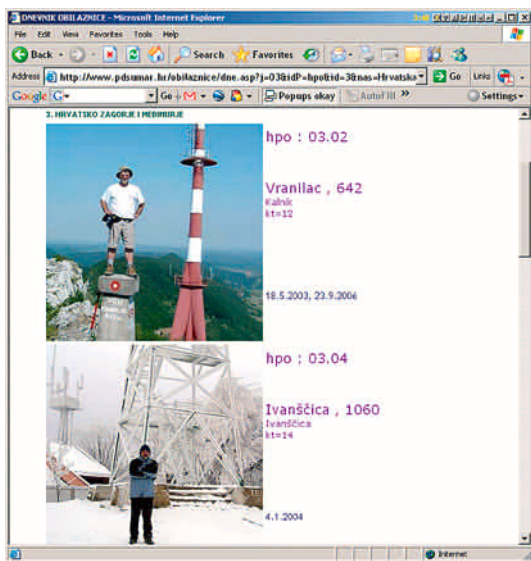 DNEVNIK OBILAZNICE - Microsoft Internet Explorer
File Edit View Favorites Tools Help
Back Search Favorites
Address http://www.pdsumar.hr/obilaznice/dne.asp?j=03&idP=hpo&id=3&nas=Hrvatska Go Links
Google G Go Popups okay AutoFill Settings
3. HRVATSKO ZAGORJE I MEĐIMURJE
hpo : 03.02
Vranilac , 642
Kalnik
kt=12
18.5.2003, 23.9.2006
hpo : 03.04
Ivanščica , 1060
Ivanščica
kt=14
4.1.2004
Internet